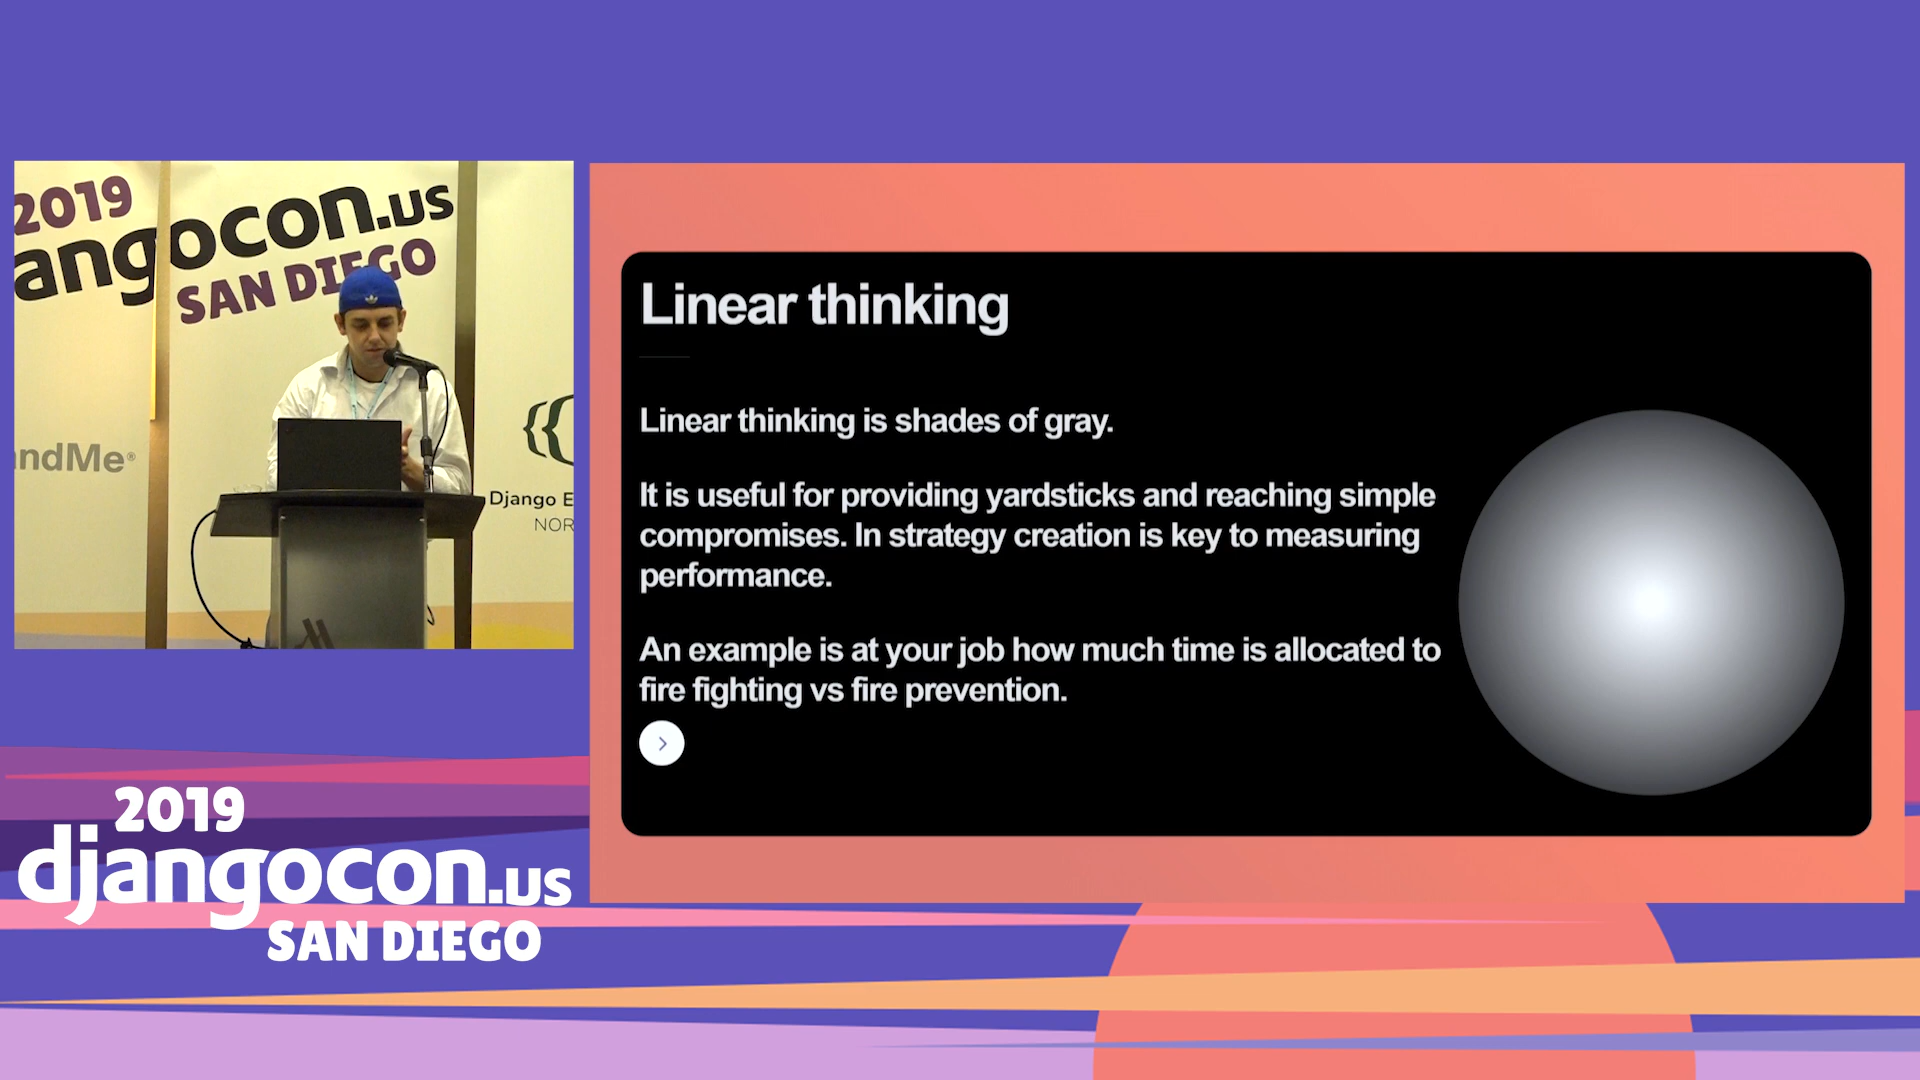 2019
angocon.us
SAN DIEGO
ndMe®
Django E
NOR
Linear thinking
Linear thinking is shades of gray.
It is useful for providing yardsticks and reaching simple
compromises. In strategy creation is key to measuring
performance.
An example is at your job how much time is allocated to
fire fighting vs fire prevention.
2019
djangocon.us
SAN DIEGO